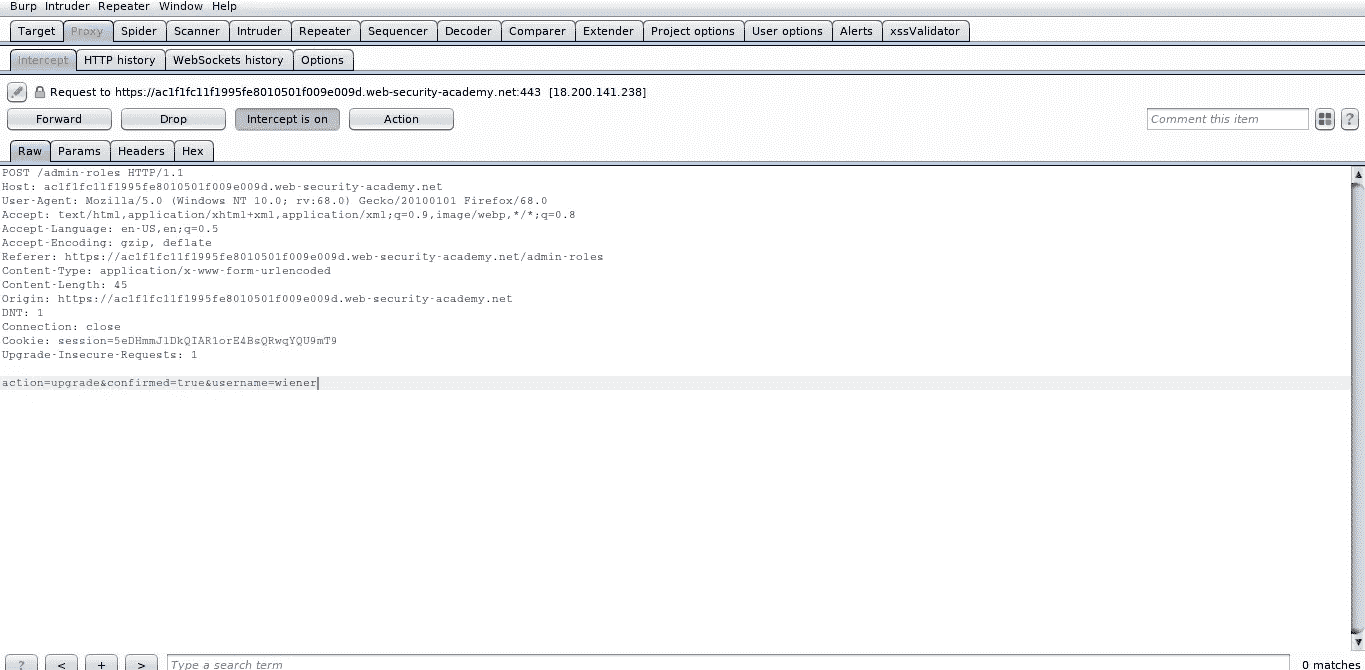 Burp Intruder Repeater Window Help
Target Proxy Spider Scanner Intruder Repeater Sequencer Decoder Comparer Extender Project options User options Alerts xssValidator
Intercept HTTP history WebSockets history Options
Request to https://ac1f1fc11f1995fe8010501f009e009d.web-security-academy.net:443 [18.200.141.238]
Forward Drop Intercept is on Action Comment this item ?
Raw Params Headers Hex
POST /admin-roles HTTP/1.1
Host: ac1f1fc11f1995fe8010501f009e009d.web-security-academy.net
User-Agent: Mozilla/5.0 (Windows NT 10.0; rv:68.0) Gecko/20100101 Firefox/68.0
Accept: text/html,application/xhtml+xml,application/xml;q=0.9,image/webp,*/*;q=0.8
Accept-Language: en-US,en;q=0.5
Accept-Encoding: gzip, deflate
Referer: https://ac1f1fc11f1995fe8010501f009e009d.web-security-academy.net/admin-roles
Content-Type: application/x-www-form-urlencoded
Content-Length: 45
Origin: https://ac1f1fc11f1995fe8010501f009e009d.web-security-academy.net
DNT: 1
Connection: close
Cookie: session=5eDHmmJlDkQIAR1orE4BsQRwqYQU9mT9
Upgrade-Insecure-Requests: 1
action=upgrade&confirmed=true&username=wiener
? < + > Type a search term 0 matches